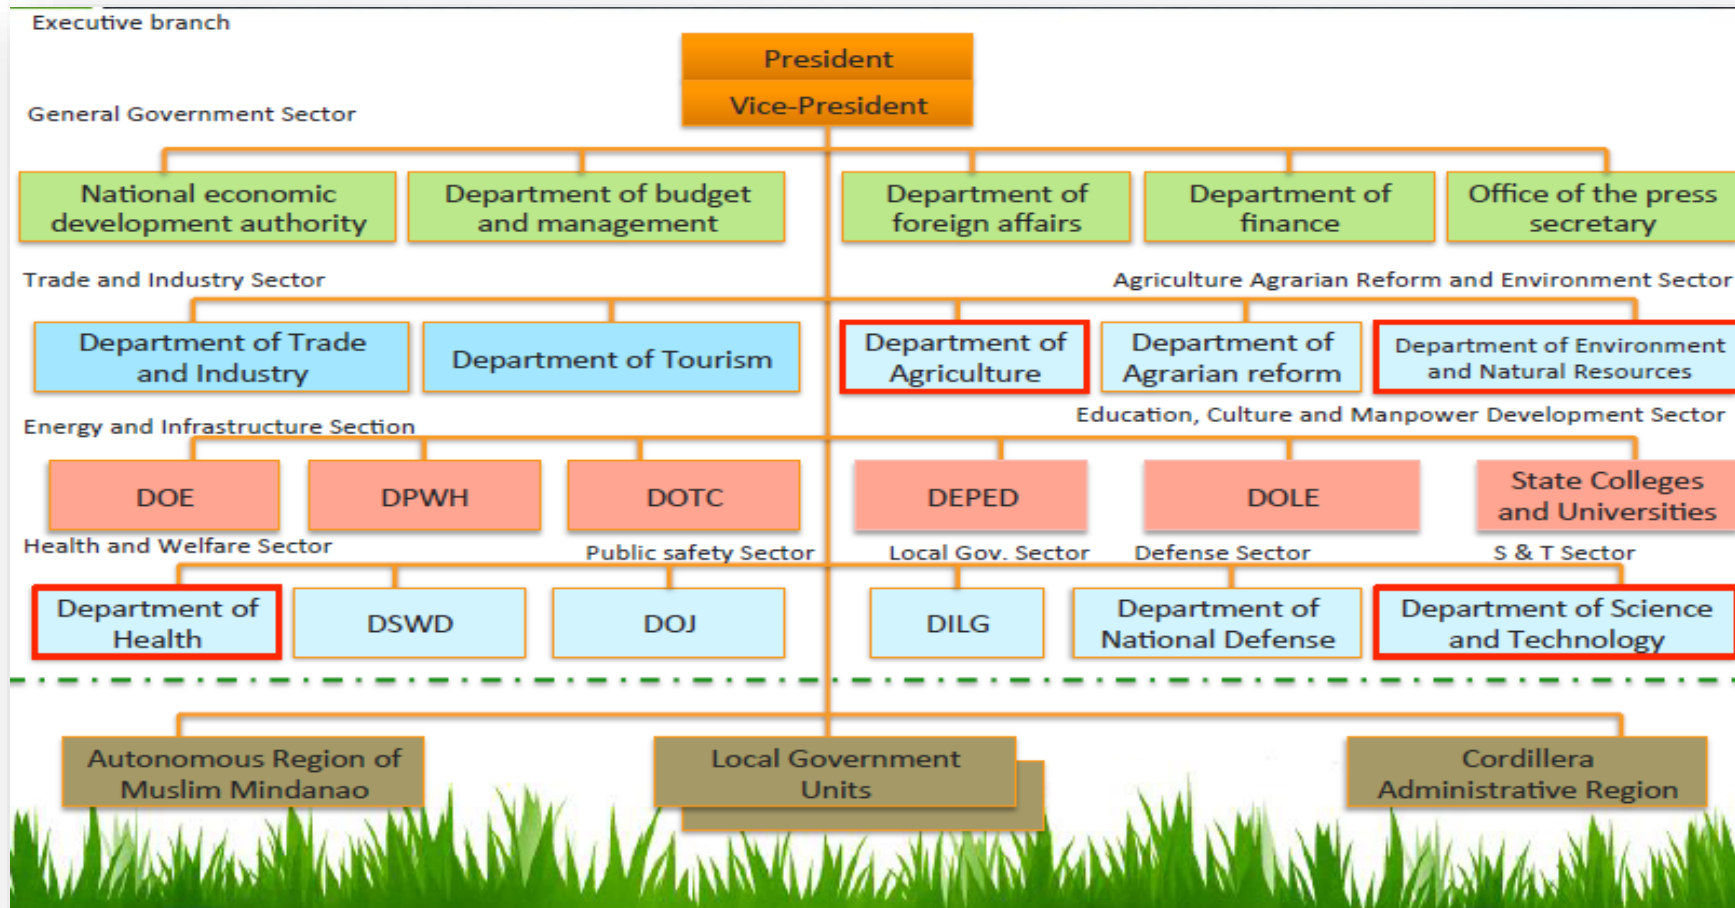 Executive branch
President
Vice-President
General Government Sector
National economic
development authority
Department of budget
and management
Department of
foreign affairs
Department of
finance
Office of the press
secretary
Trade and Industry Sector
Agriculture Agrarian Reform and Environment Sector
Department of Trade
and Industry
Department of Tourism
Department of
Agriculture
Department of
Agrarian reform
Department of Environment
and Natural Resources
Energy and Infrastructure Section
Education, Culture and Manpower Development Sector
DOE
DPWH
DOTC
DEPED
DOLE
State Colleges
and Universities
Health and Welfare Sector
Public safety Sector
Local Gov. Sector
Defense Sector
S & T Sector
Department of
Health
DSWD
DOJ
DILG
Department of
National Defense
Department of Science
and Technology
Autonomous Region of
Muslim Mindanao
Local Government
Units
Cordillera
Administrative Region